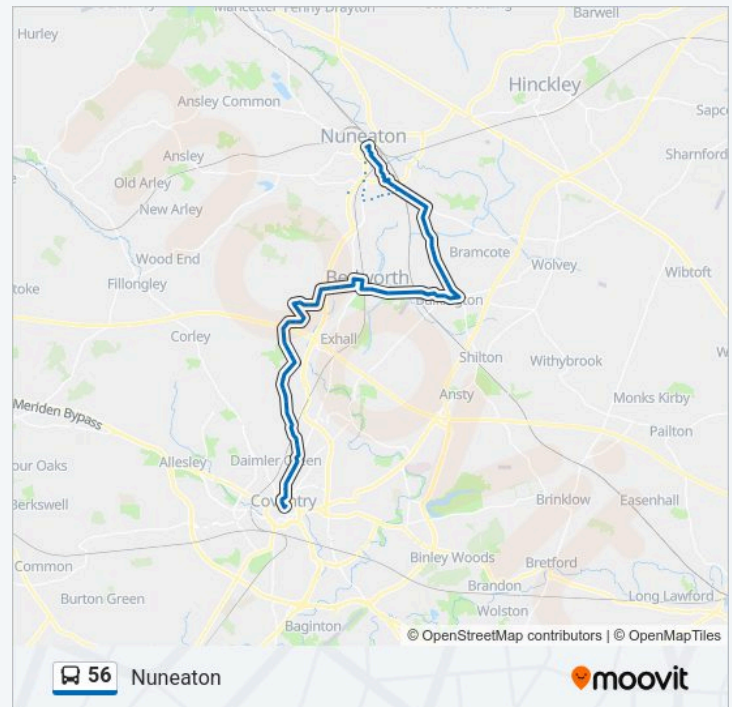 Mancetter
Fenny Drayton
Barwell
Hurley
Hinckley
Ansley Common
Sapc
Nuneaton
Ansley
Sharnford
Old Arley
New Arley
Bramcote
Wood End
Wolvey
Bedworth
Wibtoft
toke
Fillongley
Bulkington
Corley
Exhall
Shilton
Withybrook
W
Ansty
Monks Kirby
Meriden Bypass
Pailton
our Oaks
Allesley
Daimler Green
Berkswell
Coventry
Brinklow
Easenhall
Common
Binley Woods
Bretford
Brandon
Long Lawford
Burton Green
Wolston
Baginton
© OpenStreetMap contributors | © OpenMapTiles
56 Nuneaton
moovit